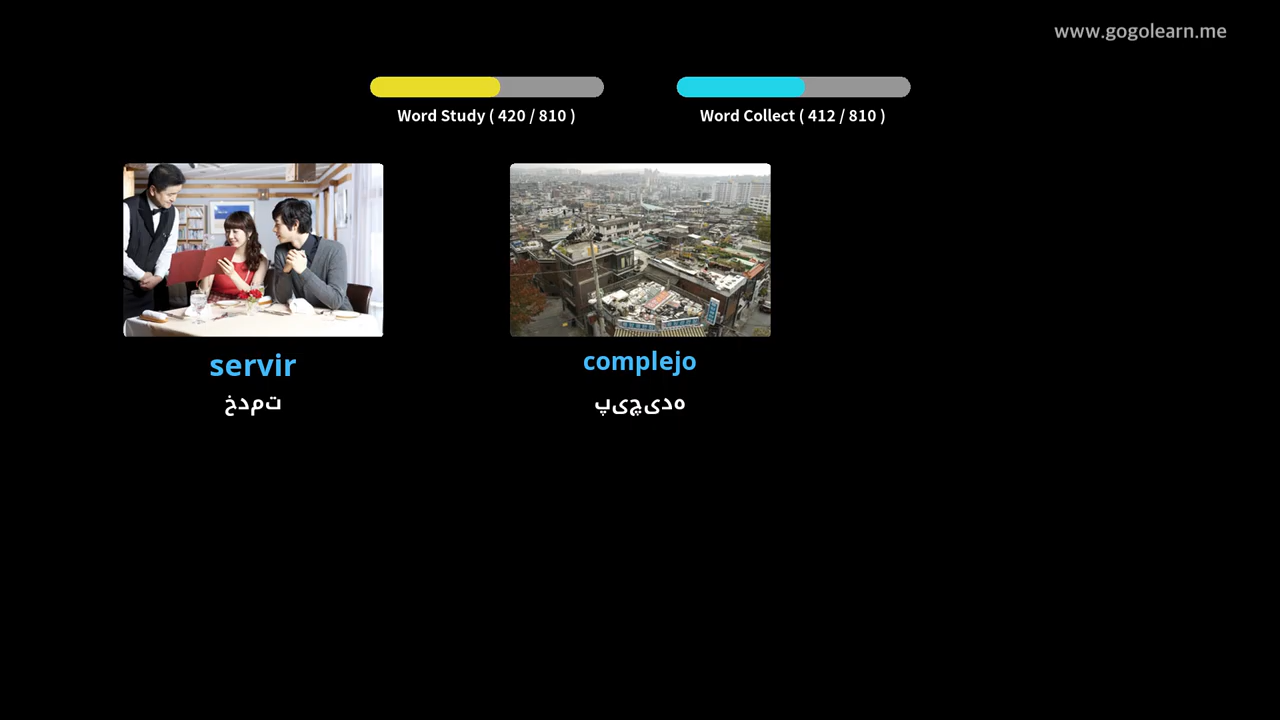 www.gogolearn.me
Word Study ( 420 / 810 )
Word Collect ( 412 / 810 )
servir
خدمت
complejo
پیچیده